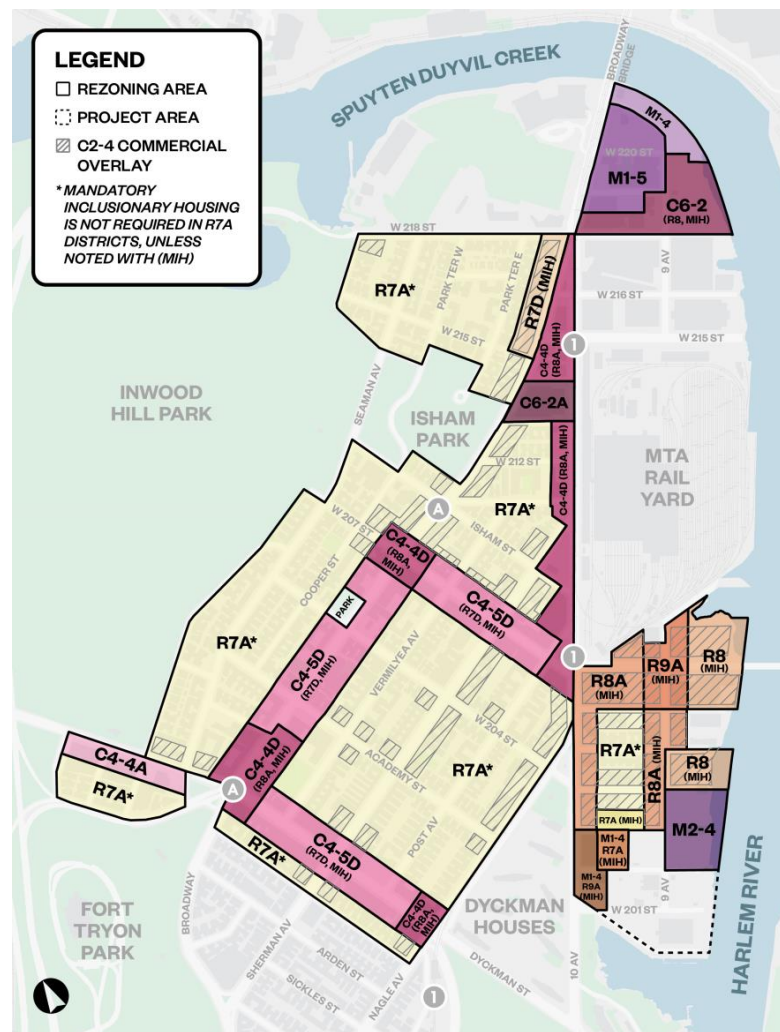 LEGEND
REZONING AREA
PROJECT AREA
C2-4 COMMERCIAL
OVERLAY
* MANDATORY
INCLUSIONARY HOUSING
IS NOT REQUIRED IN R7A
DISTRICTS, UNLESS
NOTED WITH (MIH)
SPUYTEN DUYVIL CREEK
BROADWAY
BRIDGE
M1-4
W 220 ST
M1-5
C6-2
(R8, MIH)
W 218 ST
9 AV
PARK TER W
PARK TER E
R7D (MIH)
R7A*
W 216 ST
W 215 ST
W 215 ST
1
C4-4D
(R8A, MIH)
SEAMAN AV
INWOOD
HILL PARK
ISHAM
PARK
C6-2A
W 212 ST
C4-4D (R8A, MIH)
MTA
RAIL
YARD
R7A*
A
ISHAM ST
W 207 ST
C4-4D
(R8A,
MIH)
COOPER ST
C4-5D
(R7D, MIH)
PARK
R7A*
C4-5D
(R7D, MIH)
VERMILYEA AV
1
R8A
(MIH)
R9A
(MIH)
R8
(MIH)
W 204 ST
R7A*
R7A*
R8A (MIH)
R8
(MIH)
C4-4A
R7A*
C4-4D
(R8A, MIH)
ACADEMY ST
A
R7A (MIH)
M2-4
POST AV
C4-5D
(R7D, MIH)
R7A*
M1-4
R7A
(MIH)
M1-4
R9A
(MIH)
9 AV
W 201 ST
C4-4D
(R8A,
MIH)
DYCKMAN
HOUSES
FORT
TRYON
PARK
BROADWAY
SHERMAN AV
ARDEN ST
SICKLES ST
NAGLE AV
DYCKMAN ST
10 AV
HARLEM RIVER
1